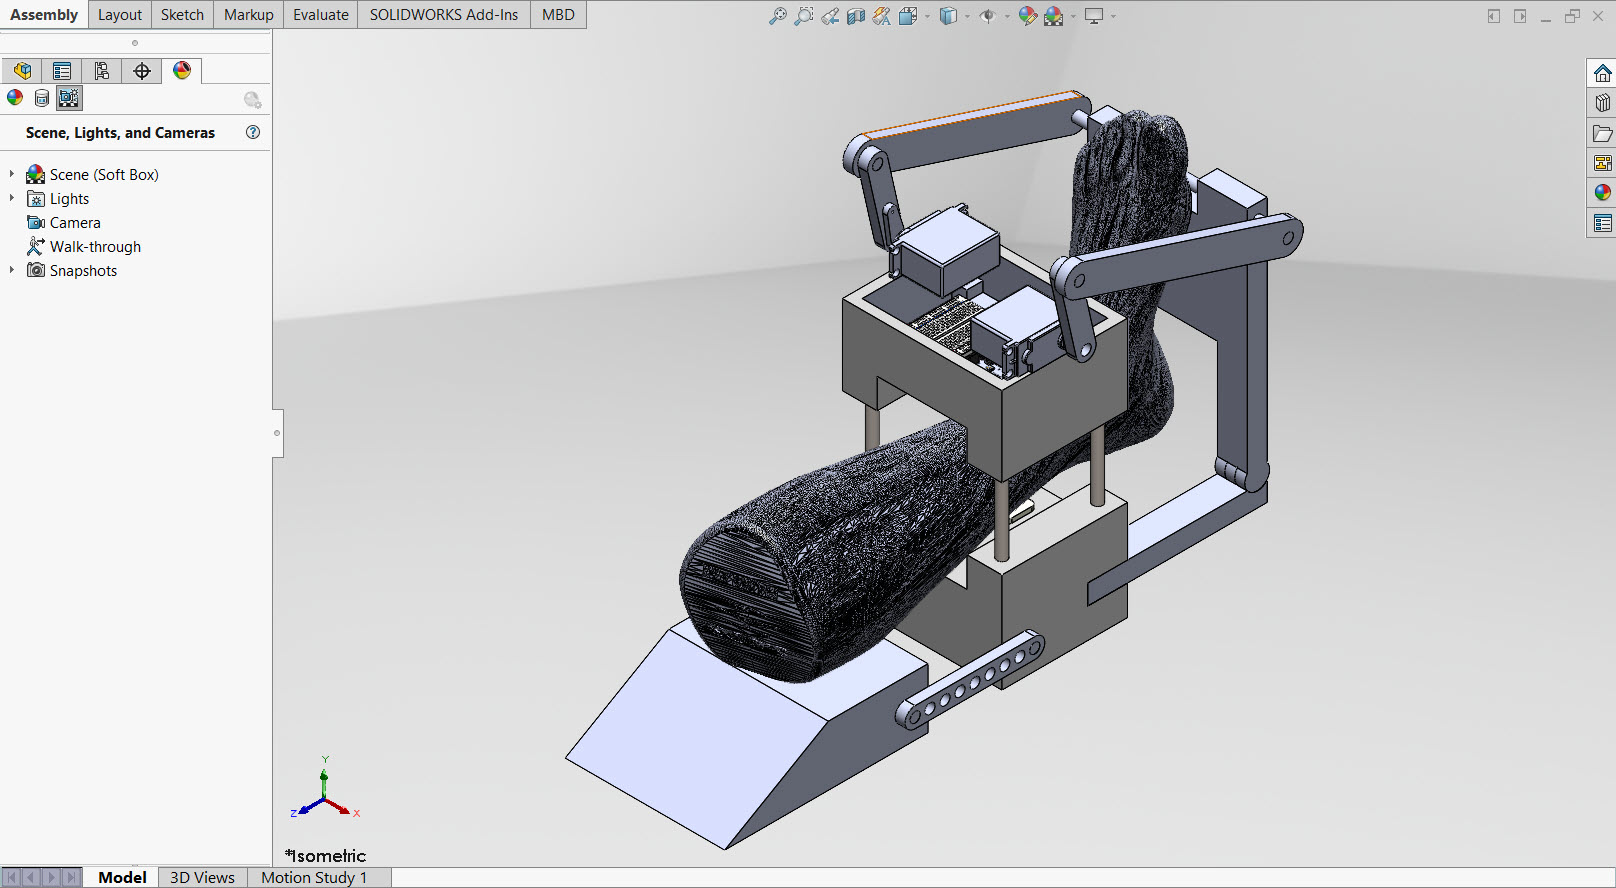 Assembly Layout Sketch Markup Evaluate SOLIDWORKS Add-Ins MBD
Scene, Lights, and Cameras ?
Scene (Soft Box)
Lights
Camera
Walk-through
Snapshots
Y
Z X
*Isometric
Model 3D Views Motion Study 1